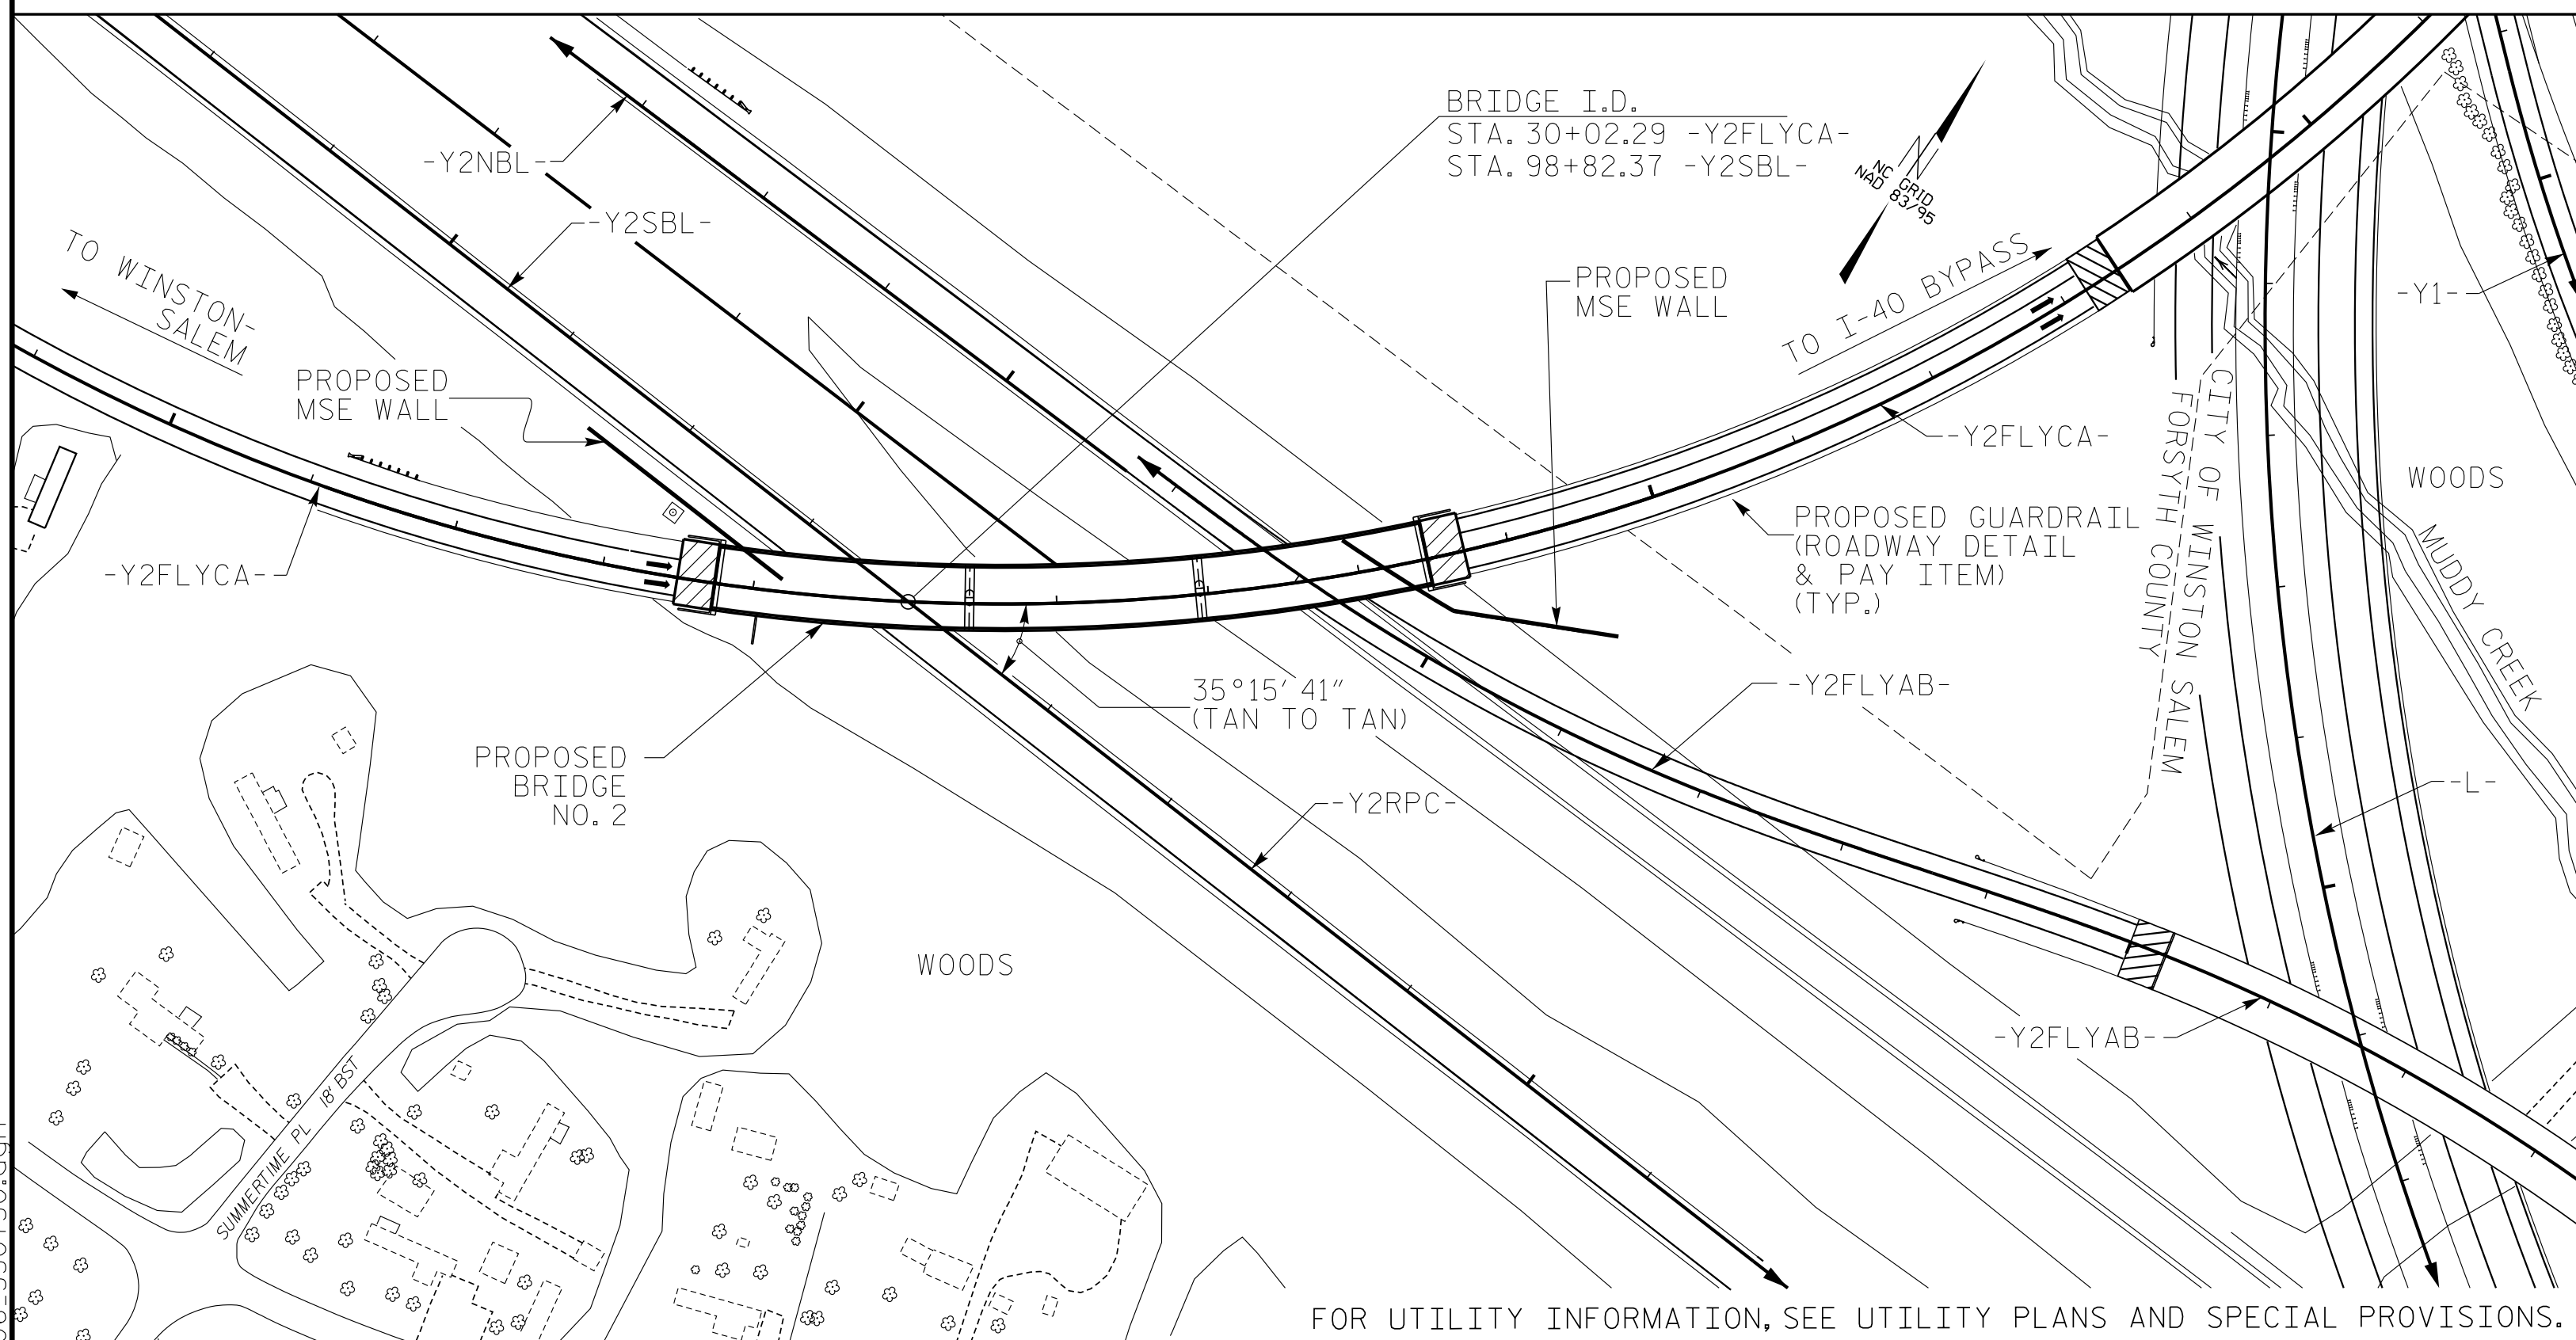 BRIDGE I.D.
STA. 30+02.29 -Y2FLYCA-
STA. 98+82.37 -Y2SBL-
-Y2NBL-
-Y2SBL-
NC GRID
NAD 83/95
TO WINSTON-
SALEM
PROPOSED
MSE WALL
PROPOSED
MSE WALL
TO I-40 BYPASS
-Y1-
-Y2FLYCA-
CITY OF WINSTON SALEM
FORSYTH COUNTY
WOODS
MUDDY CREEK
PROPOSED GUARDRAIL
(ROADWAY DETAIL
& PAY ITEM)
(TYP.)
-Y2FLYCA-
35°15'41"
(TAN TO TAN)
-Y2FLYAB-
PROPOSED
BRIDGE
NO. 2
-Y2RPC-
-L-
WOODS
-Y2FLYAB-
SUMMERTIME PL 18' BST
FOR UTILITY INFORMATION, SEE UTILITY PLANS AND SPECIAL PROVISIONS.